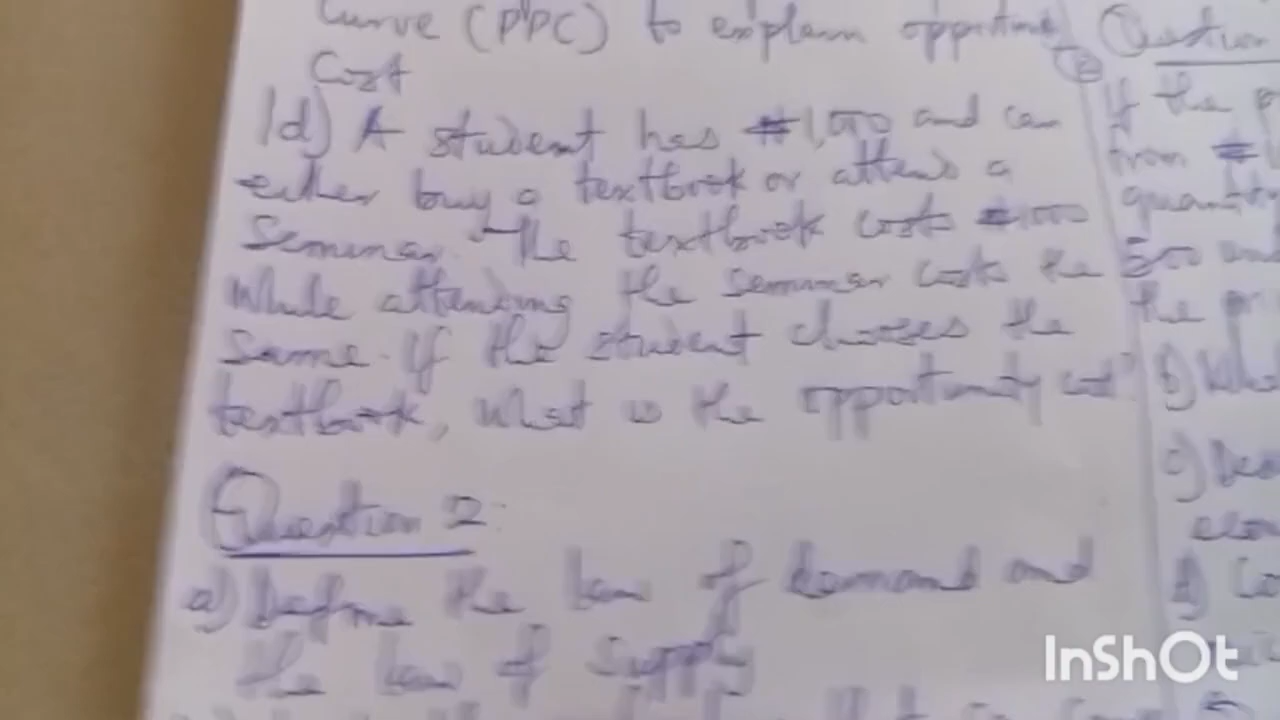 Curve (PPC) to explain opportunity
Cost
1d) A student has ₦1,000 and can
either buy a textbook or attend a
Seminar. The textbook costs ₦1000
While attending the Seminar costs the
Same. If the student chooses the
textbook, what is the opportunity cost?
Question 2:
a) Define the law of demand and
the law of Supply
Question
If the
from
quantity
500 and
the
b)
c)
d)
InShOt